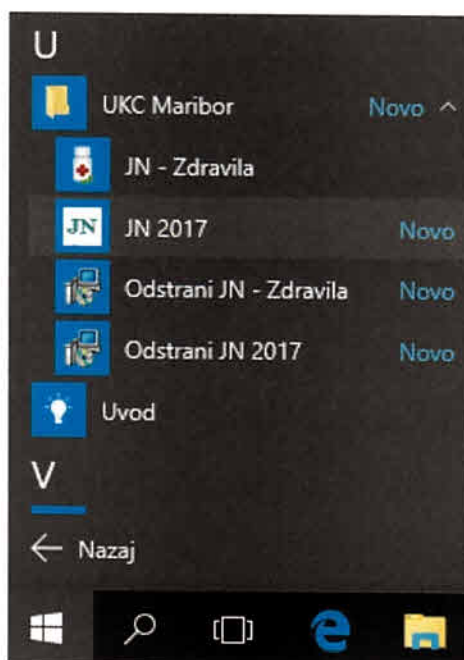 U
UKC Maribor Novo
JN - Zdravila
JN JN 2017 Novo
Odstrani JN - Zdravila Novo
Odstrani JN 2017 Novo
Uvod
V
Nazaj